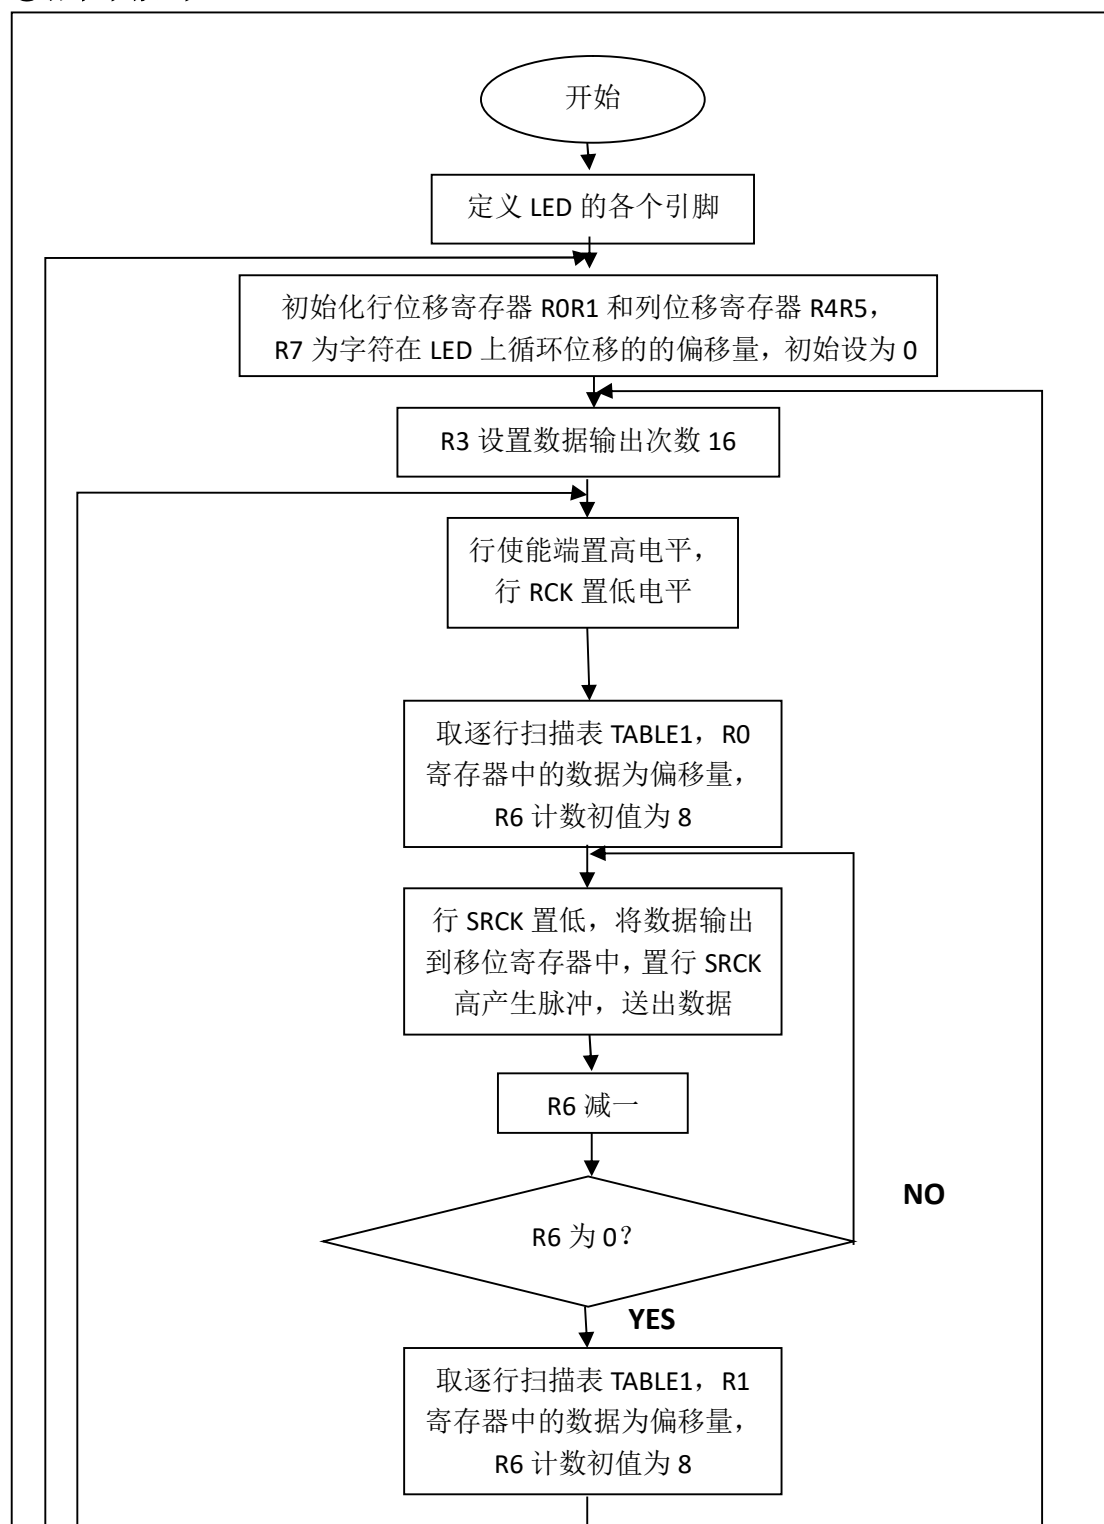 开始
定义 LED 的各个引脚
初始化行位移寄存器 R0R1 和列位移寄存器 R4R5，
R7 为字符在 LED 上循环位移的的偏移量，初始设为 0
R3 设置数据输出次数 16
行使能端置高电平，
行 RCK 置低电平
取逐行扫描表 TABLE1，R0
寄存器中的数据为偏移量，
R6 计数初值为 8
行 SRCK 置低，将数据输出
到移位寄存器中，置行 SRCK
高产生脉冲，送出数据
R6 减一
NO
R6 为 0？
YES
取逐行扫描表 TABLE1，R1
寄存器中的数据为偏移量，
R6 计数初值为 8